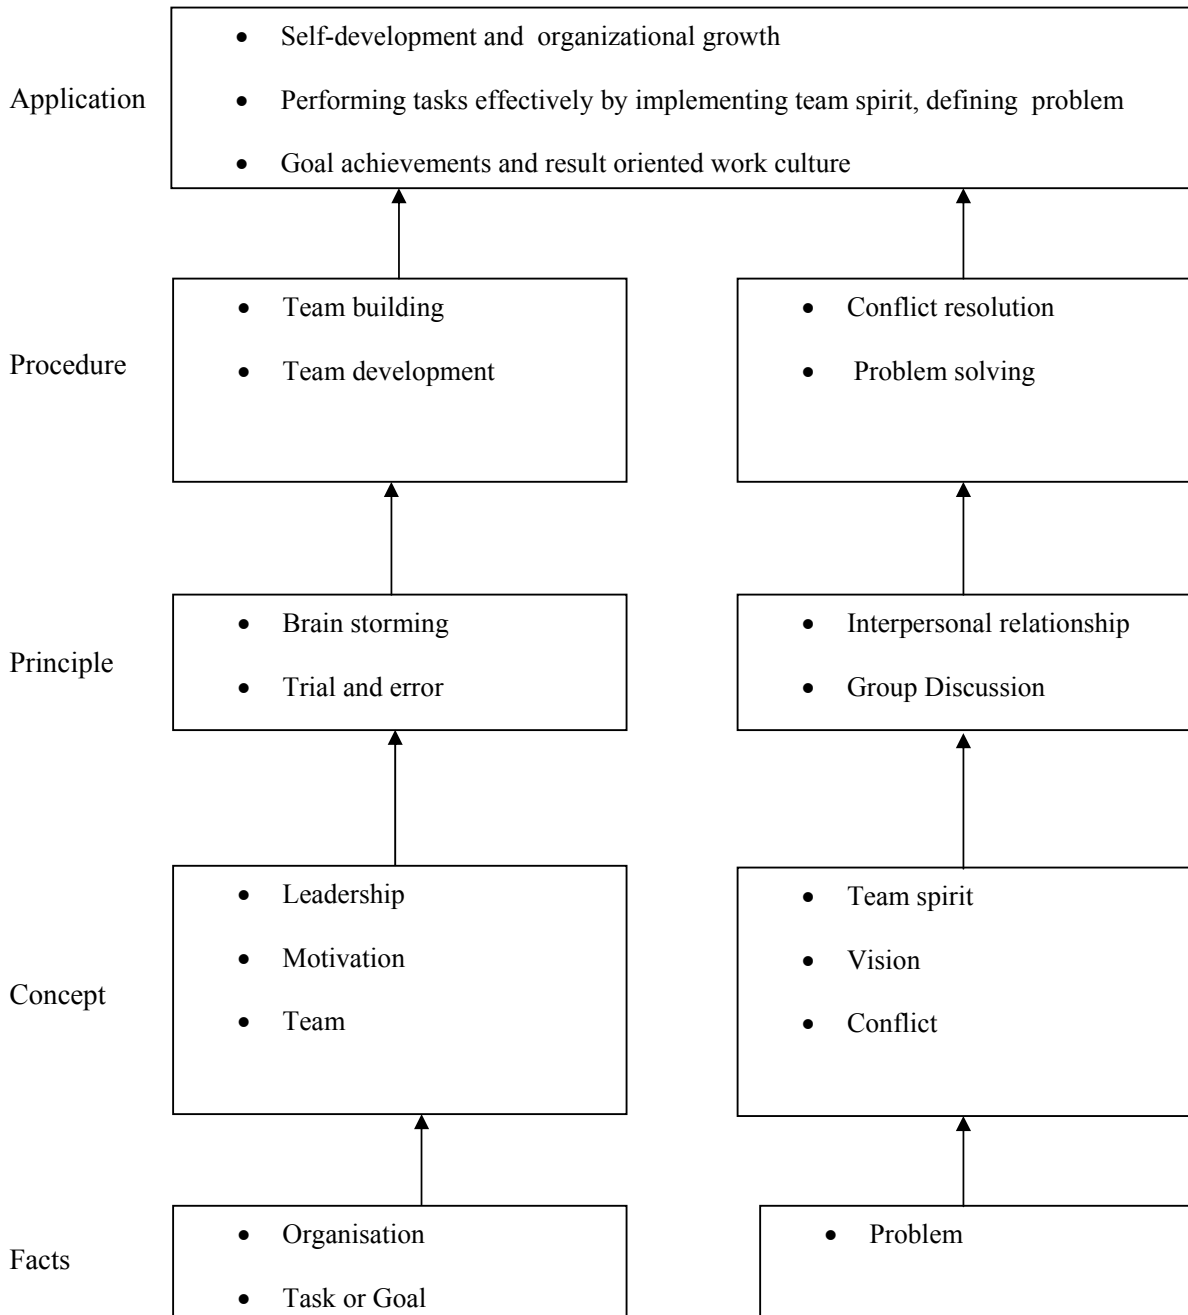 Application
• Self-development and organizational growth
• Performing tasks effectively by implementing team spirit, defining problem
• Goal achievements and result oriented work culture
Procedure
• Team building
• Team development
• Conflict resolution
• Problem solving
Principle
• Brain storming
• Trial and error
• Interpersonal relationship
• Group Discussion
Concept
• Leadership
• Motivation
• Team
• Team spirit
• Vision
• Conflict
Facts
• Organisation
• Task or Goal
• Problem